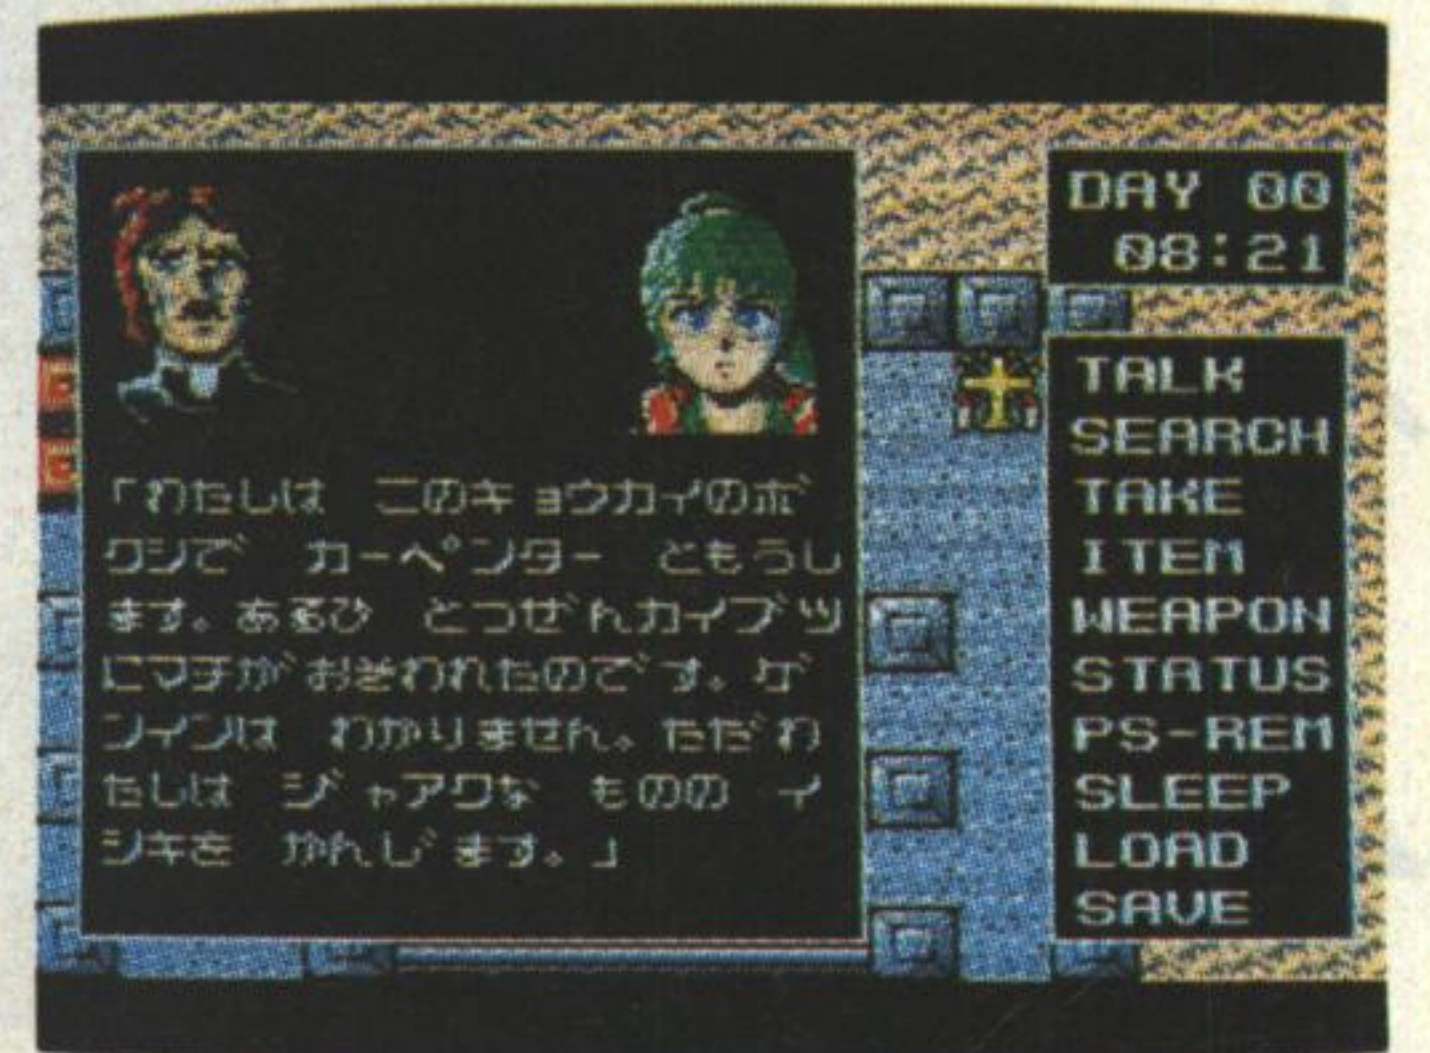 「わたしは このキョウカイのボ
クシで カーペンター ともうし
ます。あるひ とつぜんカイブツ
にマチがおそわれたのです。ゲ
ンインは わかりません。ただわ
たしは ジャアクな ものの イ
シキを かんじます。」
DAY 00
08:21
TALK
SEARCH
TAKE
ITEM
WEAPON
STATUS
PS-REM
SLEEP
LOAD
SAVE